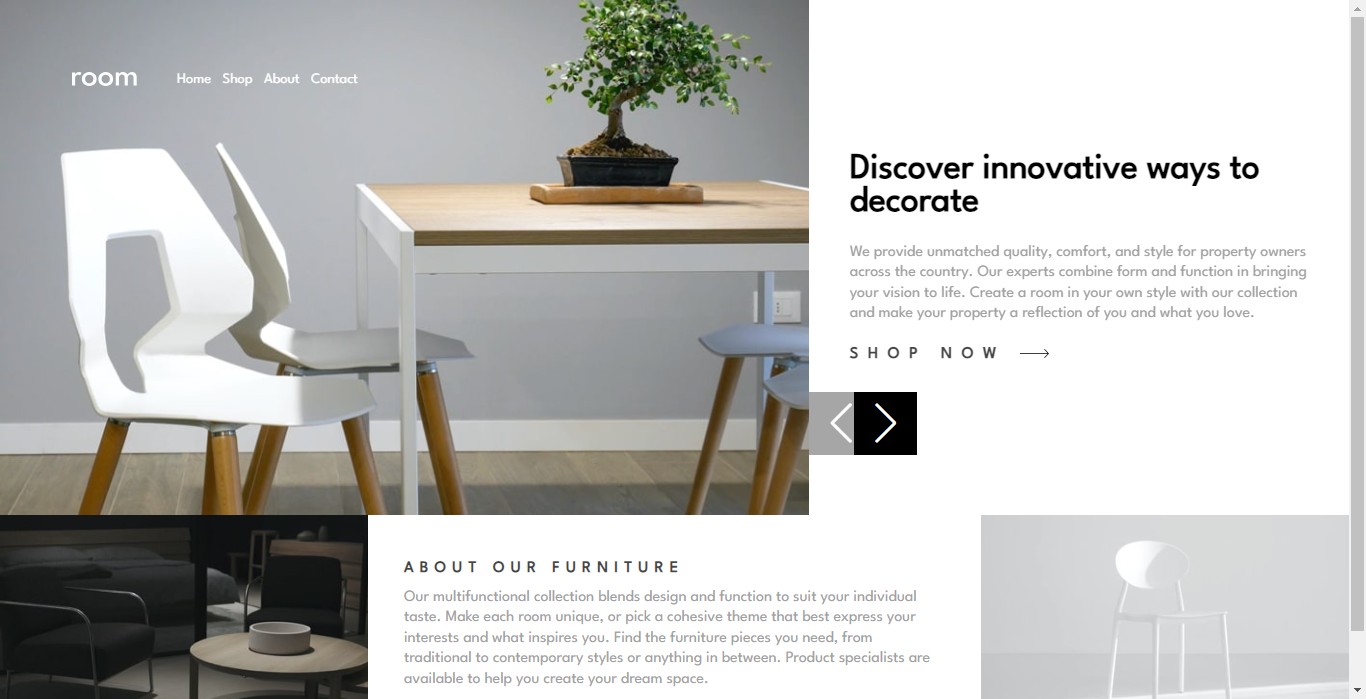 room
Home Shop About Contact
Discover innovative ways to
decorate
We provide unmatched quality, comfort, and style for property owners
across the country. Our experts combine form and function in bringing
your vision to life. Create a room in your own style with our collection
and make your property a reflection of you and what you love.
SHOP NOW
ABOUT OUR FURNITURE
Our multifunctional collection blends design and function to suit your individual
taste. Make each room unique, or pick a cohesive theme that best express your
interests and what inspires you. Find the furniture pieces you need, from
traditional to contemporary styles or anything in between. Product specialists are
available to help you create your dream space.